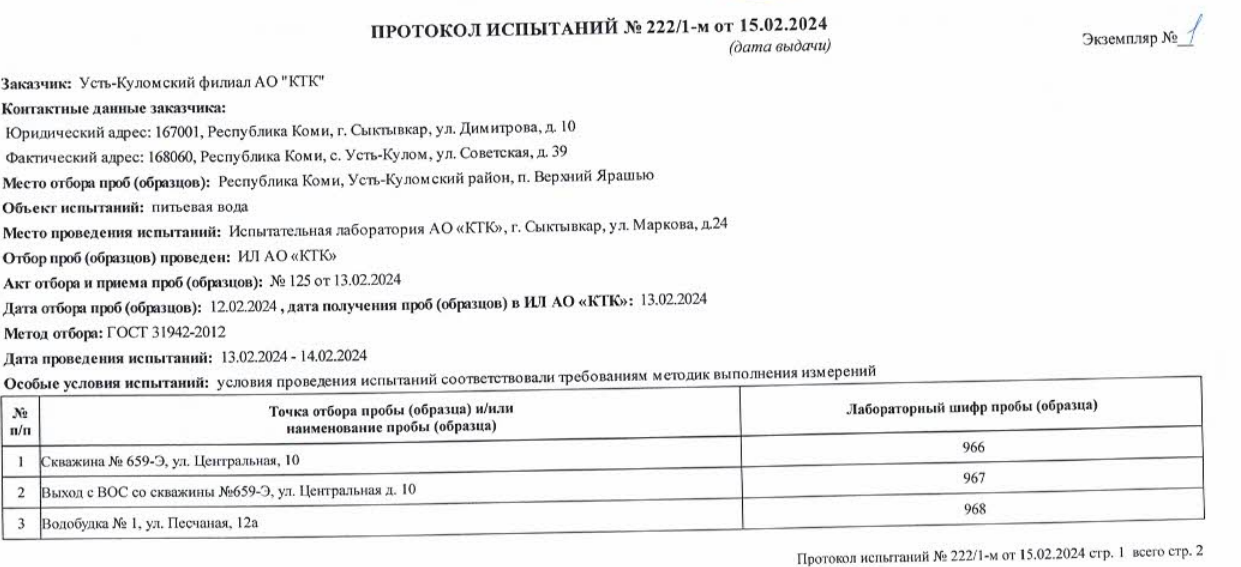 ПРОТОКОЛ ИСПЫТАНИЙ № 222/1-м от 15.02.2024
(дата выдачи)
Экземпляр № 1
Заказчик: Усть-Куломский филиал АО "КТК"
Контактные данные заказчика:
Юридический адрес: 167001, Республика Коми, г. Сыктывкар, ул. Димитрова, д. 10
Фактический адрес: 168060, Республика Коми, с. Усть-Кулом, ул. Советская, д. 39
Место отбора проб (образцов): Республика Коми, Усть-Куломский район, п. Верхний Ярашью
Объект испытаний: питьевая вода
Место проведения испытаний: Испытательная лаборатория АО «КТК», г. Сыктывкар, ул. Маркова, д.24
Отбор проб (образцов) проведен: ИЛ АО «КТК»
Акт отбора и приема проб (образцов): № 125 от 13.02.2024
Дата отбора проб (образцов): 12.02.2024 , дата получения проб (образцов) в ИЛ АО «КТК»: 13.02.2024
Метод отбора: ГОСТ 31942-2012
Дата проведения испытаний: 13.02.2024 - 14.02.2024
Особые условия испытаний: условия проведения испытаний соответствовали требованиям методик выполнения измерений
№ п/п Точка отбора пробы (образца) и/или наименование пробы (образца) Лабораторный шифр пробы (образца)
1 Скважина № 659-Э, ул. Центральная, 10 966
2 Выход с ВОС со скважины №659-Э, ул. Центральная д. 10 967
3 Водобудка № 1, ул. Песчаная, 12а 968
Протокол испытаний № 222/1-м от 15.02.2024 стр. 1 всего стр. 2